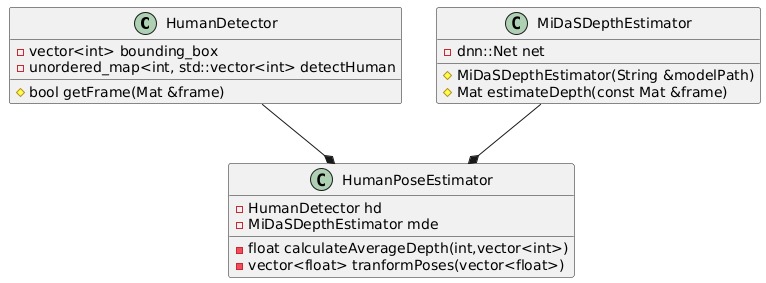 C HumanDetector
vector<int> bounding_box
unordered_map<int, std::vector<int> detectHuman
bool getFrame(Mat &frame)
C MiDaSDepthEstimator
dnn::Net net
MiDaSDepthEstimator(String &modelPath)
Mat estimateDepth(const Mat &frame)
C HumanPoseEstimator
HumanDetector hd
MiDaSDepthEstimator mde
float calculateAverageDepth(int,vector<int>)
vector<float> tranformPoses(vector<float>)